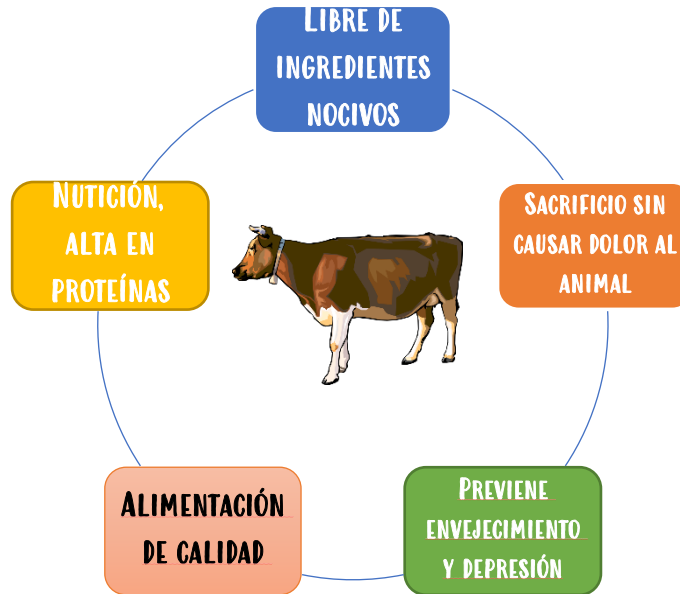 LIBRE DE
INGREDIENTES
NOCIVOS
NUTICIÓN,
ALTA EN
PROTEÍNAS
SACRIFICIO SIN
CAUSAR DOLOR AL
ANIMAL
ALIMENTACIÓN
DE CALIDAD
PREVIENE
ENVEJECIMIENTO
Y DEPRESIÓN